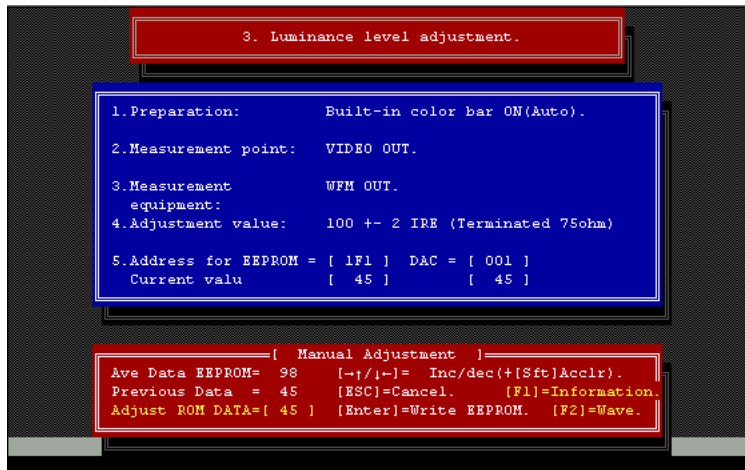 3. Luminance level adjustment.
1.Preparation: Built-in color bar ON(Auto).
2.Measurement point: VIDEO OUT.
3.Measurement WFM OUT.
equipment:
4.Adjustment value: 100 +- 2 IRE (Terminated 75ohm)
5.Address for EEPROM = [ 1F1 ] DAC = [ 001 ]
Current valu [ 45 ] [ 45 ]
[ Manual Adjustment ]
Ave Data EEPROM= 98 [→↑/↓←]= Inc/dec(+[Sft]Acclr).
Previous Data = 45 [ESC]=Cancel. [F1]=Information.
Adjust ROM DATA=[ 45 ] [Enter]=Write EEPROM. [F2]=Wave.